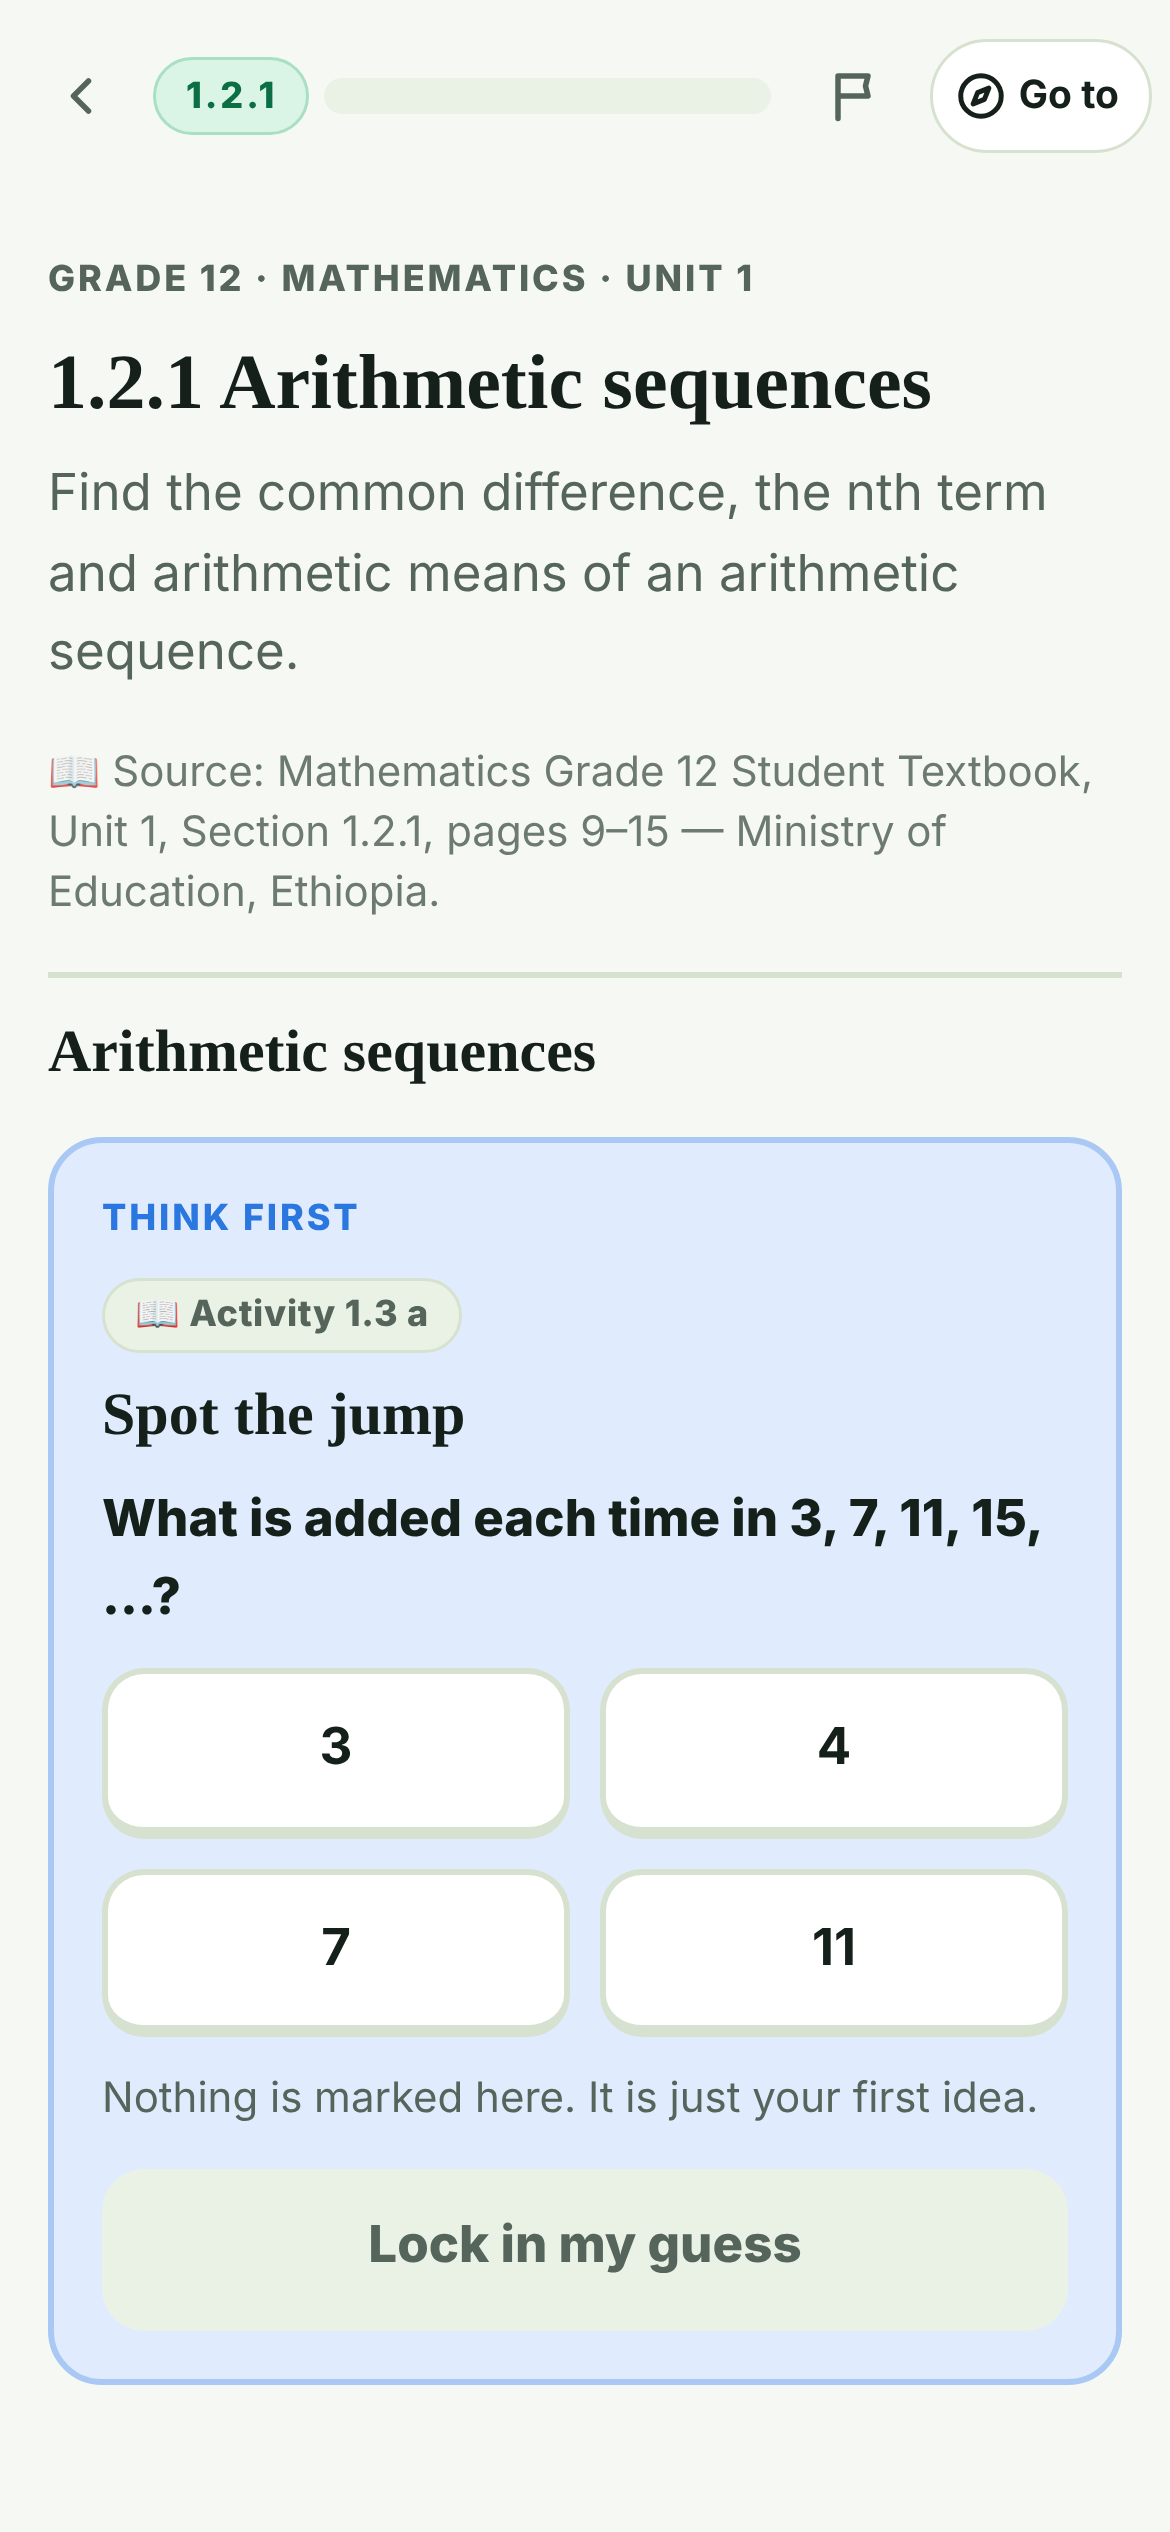 1.2.1
Go to
GRADE 12 · MATHEMATICS · UNIT 1
1.2.1 Arithmetic sequences
Find the common difference, the nth term
and arithmetic means of an arithmetic
sequence.
📖 Source: Mathematics Grade 12 Student Textbook,
Unit 1, Section 1.2.1, pages 9–15 — Ministry of
Education, Ethiopia.
Arithmetic sequences
THINK FIRST
📖 Activity 1.3 a
Spot the jump
What is added each time in 3, 7, 11, 15,
…?
3
4
7
11
Nothing is marked here. It is just your first idea.
Lock in my guess